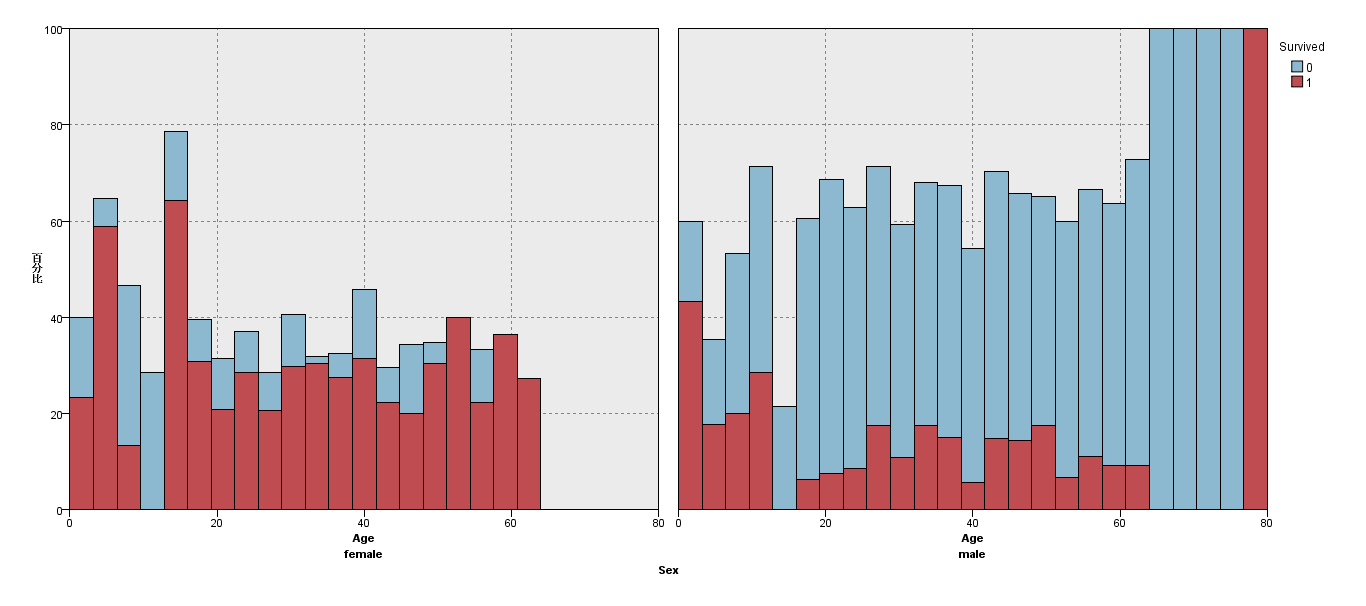 100
80
60
40
20
0
百分比
0 20 40 60 80
Age
female
0 20 40 60 80
Age
male
Sex
Survived
0
1